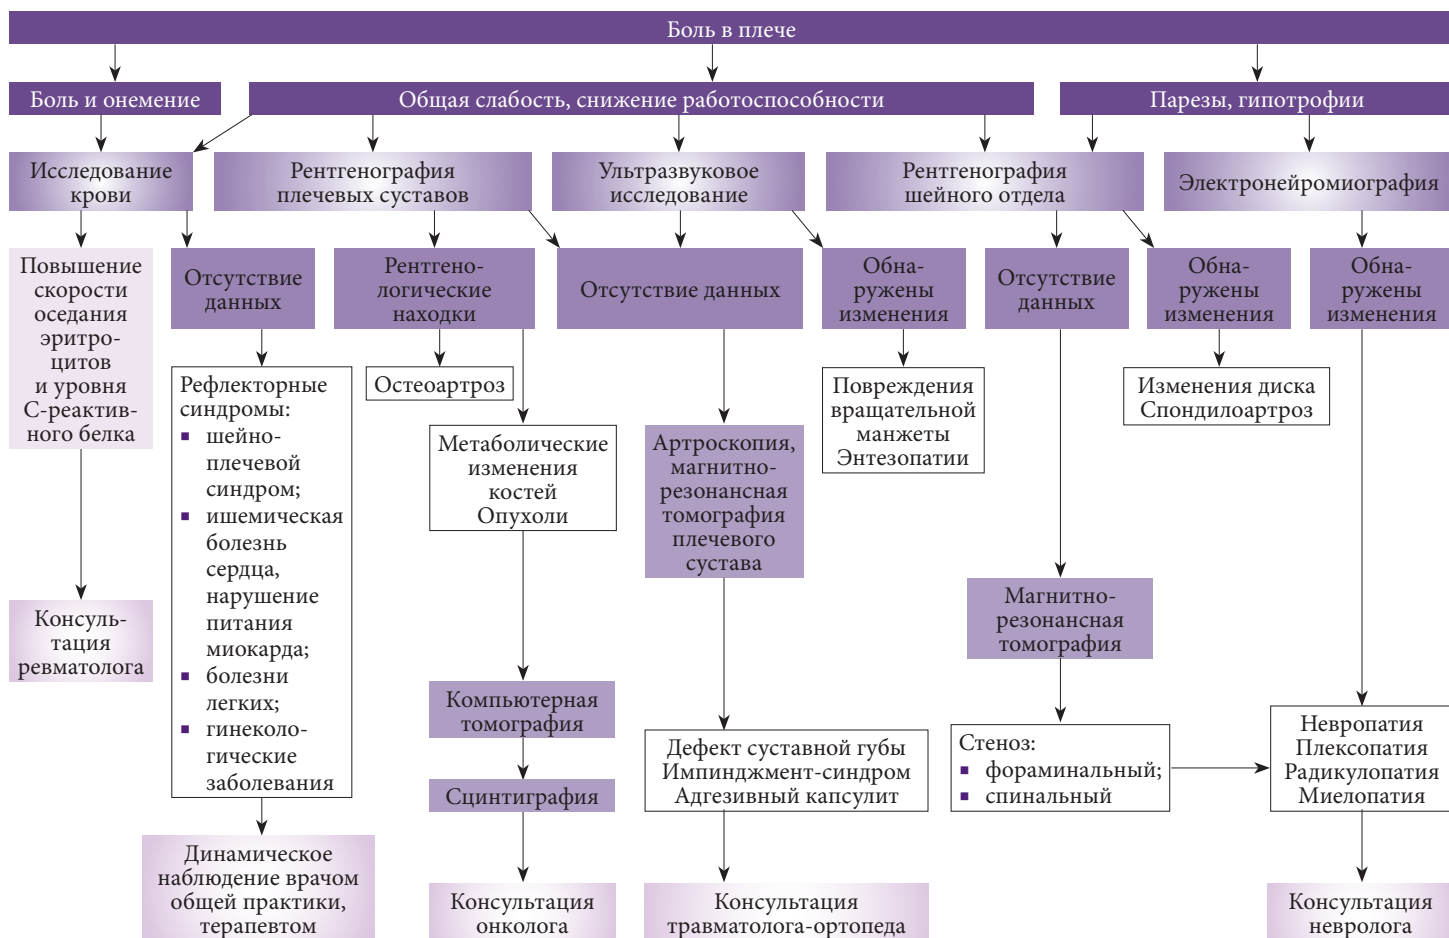 Боль в плече
Боль и онемение
Общая слабость, снижение работоспособности
Парезы, гипотрофии
Исследование
крови
Рентгенография
плечевых суставов
Ультразвуковое
исследование
Рентгенография
шейного отдела
Электронейромиография
Повышение
скорости
оседания
эритро-
цитов
и уровня
С-реактив-
ного белка
Отсутствие
данных
Рентгено-
логические
находки
Отсутствие данных
Обна-
ружены
изменения
Отсутствие
данных
Обна-
ружены
изменения
Обна-
ружены
изменения
Рефлекторные
синдромы:
▪ шейно-
плечевой
синдром;
▪ ишемическая
болезнь
сердца,
нарушение
питания
миокарда;
▪ болезни
легких;
▪ гинеколо-
гические
заболевания
Остеоартроз
Повреждения
вращательной
манжеты
Энтезопатии
Изменения диска
Спондилоартроз
Метаболические
изменения
костей
Опухоли
Артроскопия,
магнитно-
резонансная
томография
плечевого
сустава
Магнитно-
резонансная
томография
Консуль-
тация
ревматолога
Компьютерная
томография
Сцинтиграфия
Дефект суставной губы
Импинджмент-синдром
Адгезивный капсулит
Стеноз:
▪ фораминальный;
▪ спинальный
Невропатия
Плексопатия
Радикулопатия
Миелопатия
Динамическое
наблюдение врачом
общей практики,
терапевтом
Консультация
онколога
Консультация
травматолога-ортопеда
Консультация
невролога